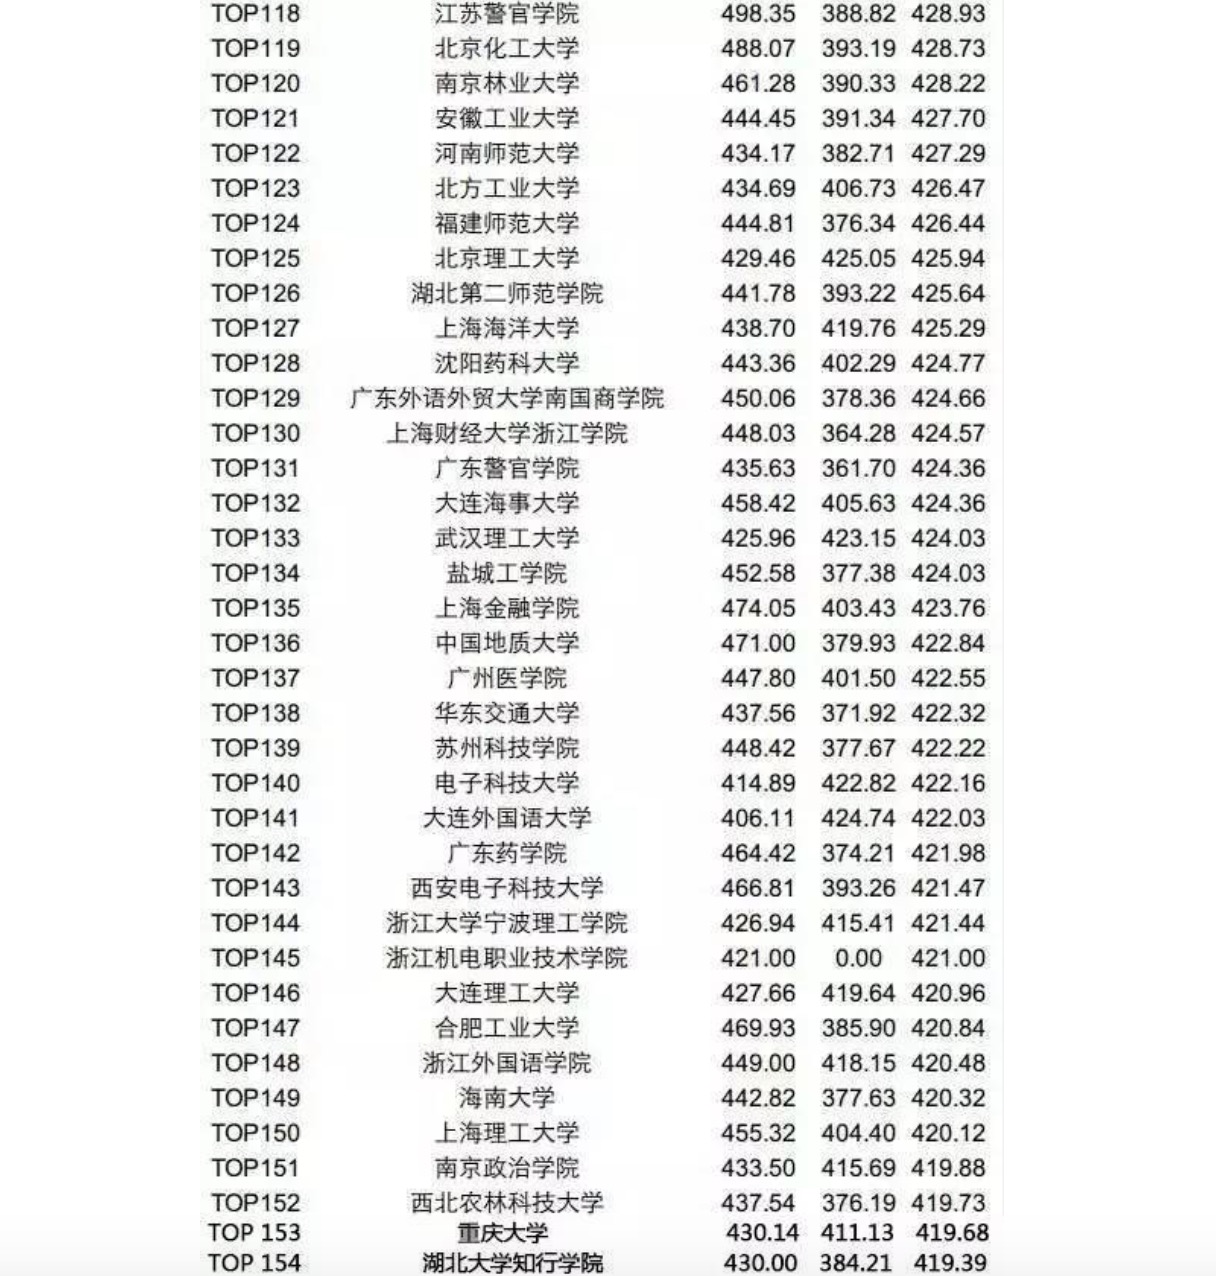 TOP118 江苏警官学院 498.35 388.82 428.93
TOP119 北京化工大学 488.07 393.19 428.73
TOP120 南京林业大学 461.28 390.33 428.22
TOP121 安徽工业大学 444.45 391.34 427.70
TOP122 河南师范大学 434.17 382.71 427.29
TOP123 北方工业大学 434.69 406.73 426.47
TOP124 福建师范大学 444.81 376.34 426.44
TOP125 北京理工大学 429.46 425.05 425.94
TOP126 湖北第二师范学院 441.78 393.22 425.64
TOP127 上海海洋大学 438.70 419.76 425.29
TOP128 沈阳药科大学 443.36 402.29 424.77
TOP129 广东外语外贸大学南国商学院 450.06 378.36 424.66
TOP130 上海财经大学浙江学院 448.03 364.28 424.57
TOP131 广东警官学院 435.63 361.70 424.36
TOP132 大连海事大学 458.42 405.63 424.36
TOP133 武汉理工大学 425.96 423.15 424.03
TOP134 盐城工学院 452.58 377.38 424.03
TOP135 上海金融学院 474.05 403.43 423.76
TOP136 中国地质大学 471.00 379.93 422.84
TOP137 广州医学院 447.80 401.50 422.55
TOP138 华东交通大学 437.56 371.92 422.32
TOP139 苏州科技学院 448.42 377.67 422.22
TOP140 电子科技大学 414.89 422.82 422.16
TOP141 大连外国语大学 406.11 424.74 422.03
TOP142 广东药学院 464.42 374.21 421.98
TOP143 西安电子科技大学 466.81 393.26 421.47
TOP144 浙江大学宁波理工学院 426.94 415.41 421.44
TOP145 浙江机电职业技术学院 421.00 0.00 421.00
TOP146 大连理工大学 427.66 419.64 420.96
TOP147 合肥工业大学 469.93 385.90 420.84
TOP148 浙江外国语学院 449.00 418.15 420.48
TOP149 海南大学 442.82 377.63 420.32
TOP150 上海理工大学 455.32 404.40 420.12
TOP151 南京政治学院 433.50 415.69 419.88
TOP152 西北农林科技大学 437.54 376.19 419.73
TOP 153 重庆大学 430.14 411.13 419.68
TOP 154 湖北大学知行学院 430.00 384.21 419.39